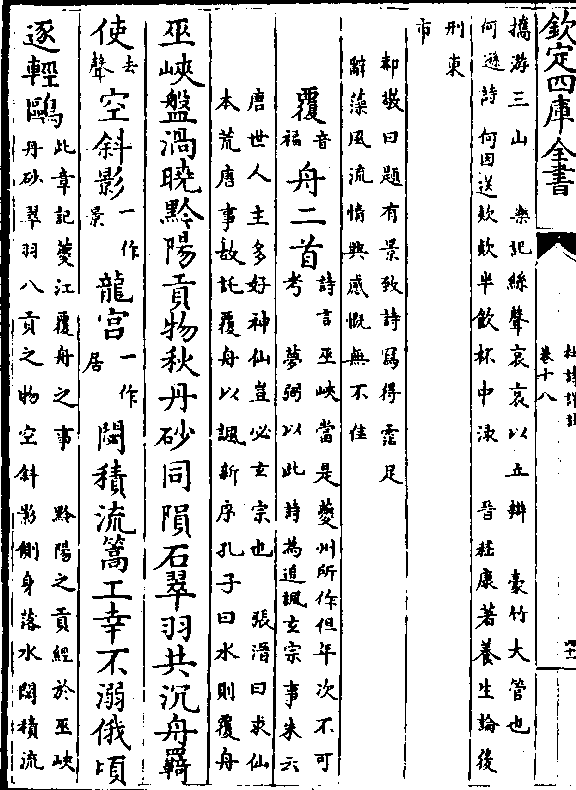 欽定四庫全書
卷十八
攜游三山　樂記絲聲哀哀以立辨　豪竹大管也
何遜詩何因送欵欵半飲杯中渌　晉嵇康著養生論後
刑東
市
郝敬曰題有景致詩寫得霑足
辭藻風流情興感慨無不佳
覆音福舟二首詩言巫峽當是夔州所作但年次不可考　夢弼以此詩為追諷玄宗事朱云
唐世人主多好神仙豈必玄宗也　張溍曰求仙
本荒唐事故託覆舟以諷新序孔子曰水則覆舟
巫峽盤渦曉黔陽貢物秋丹砂同隕石翠羽共沉舟羇
使去聲空斜影一作景龍宮一作居閟積流篙工幸不溺俄頃
逐輕鷗此章記夔江覆舟之事　黔陽之貢經於巫峽
丹砂翠羽八貢之物空斜影側身落水閟積流